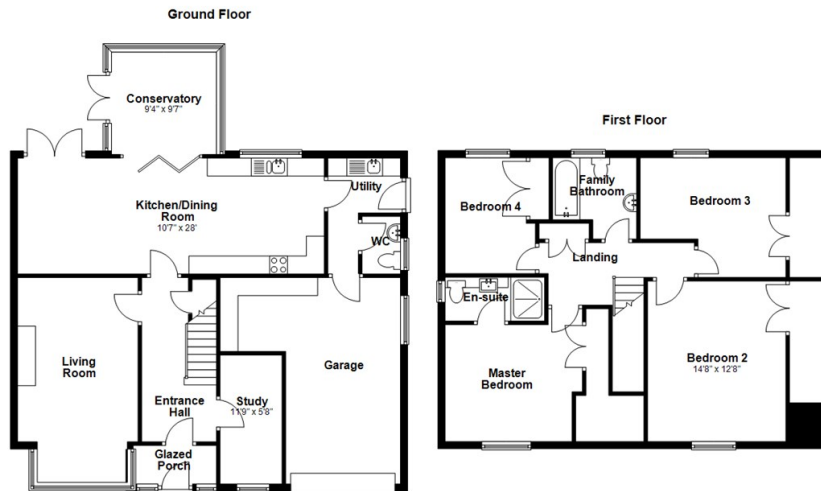 Ground Floor
Conservatory
9'4" x 9'7"
Kitchen/Dining
Room
10'7" x 28'
Utility
WC
Living
Room
Entrance
Hall
Study
11'9" x 5'8"
Garage
Glazed
Porch
First Floor
Bedroom 4
Family
Bathroom
Bedroom 3
Landing
En-suite
Master
Bedroom
Bedroom 2
14'8" x 12'8"